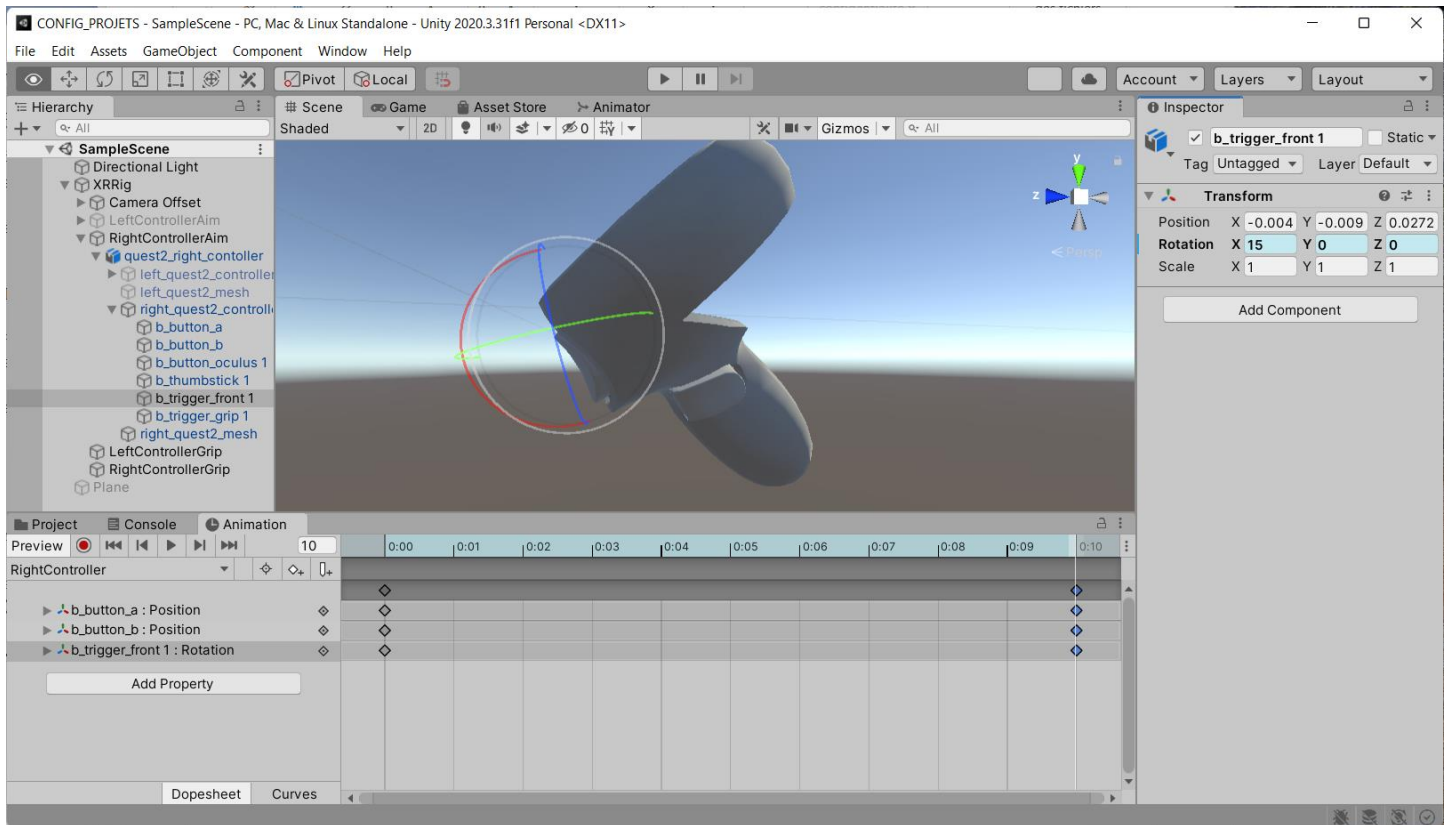 CONFIG_PROJETS - SampleScene - PC, Mac & Linux Standalone - Unity 2020.3.31f1 Personal <DX11>
File Edit Assets GameObject Component Window Help
Pivot Local Account Layers Layout
Hierarchy
All
SampleScene
Directional Light
XRRig
Camera Offset
LeftControllerAim
RightControllerAim
quest2_right_contoller
left_quest2_controller
left_quest2_mesh
right_quest2_controll
b_button_a
b_button_b
b_button_oculus 1
b_thumbstick 1
b_trigger_front 1
b_trigger_grip 1
right_quest2_mesh
LeftControllerGrip
RightControllerGrip
Plane
Scene Game Asset Store Animator
Shaded 2D 0 Gizmos All
y
z
Persp
Inspector
b_trigger_front 1 Static
Tag Untagged Layer Default
Transform
Position X -0.004 Y -0.009 Z 0.0272
Rotation X 15 Y 0 Z 0
Scale X 1 Y 1 Z 1
Add Component
Project Console Animation
Preview 10 0:00 0:01 0:02 0:03 0:04 0:05 0:06 0:07 0:08 0:09 0:10
RightController
b_button_a : Position
b_button_b : Position
b_trigger_front 1 : Rotation
Add Property
Dopesheet Curves